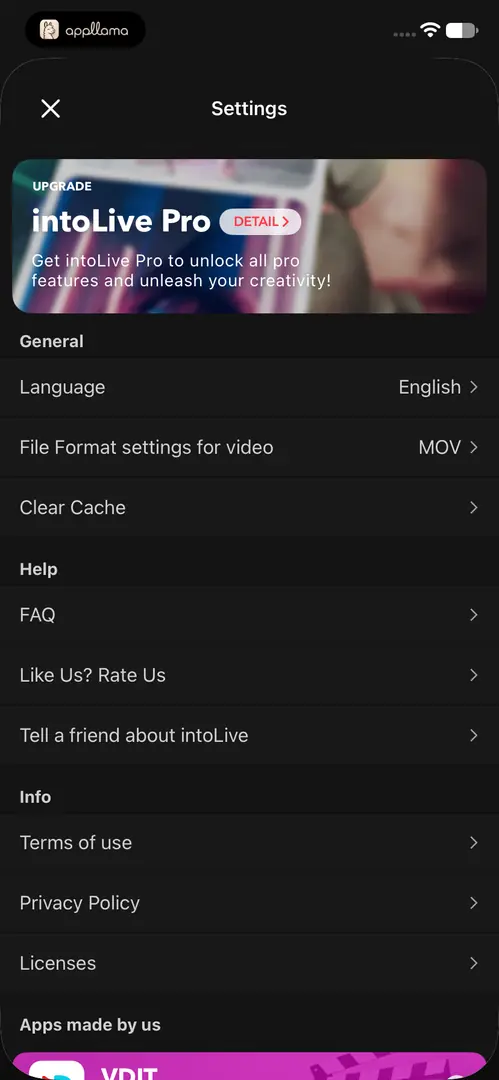 appllama
Settings
UPGRADE
intoLive Pro DETAIL
Get intoLive Pro to unlock all pro
features and unleash your creativity!
General
Language English
File Format settings for video MOV
Clear Cache
Help
FAQ
Like Us? Rate Us
Tell a friend about intoLive
Info
Terms of use
Privacy Policy
Licenses
Apps made by us
VDIT